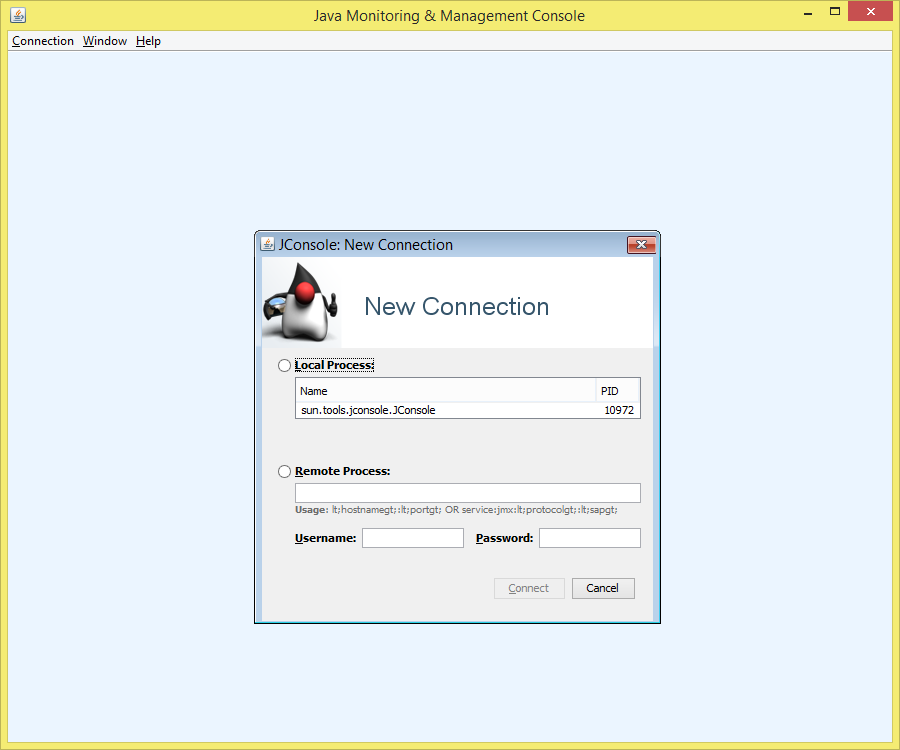 Java Monitoring & Management Console
Connection Window Help
JConsole: New Connection
New Connection
Local Process:
Name PID
sun.tools.jconsole.JConsole 10972
Remote Process:
Usage: lt;hostnamegt;:lt;portgt; OR service:jmx:lt;protocolgt;:lt;sapgt;
Username: Password:
Connect Cancel